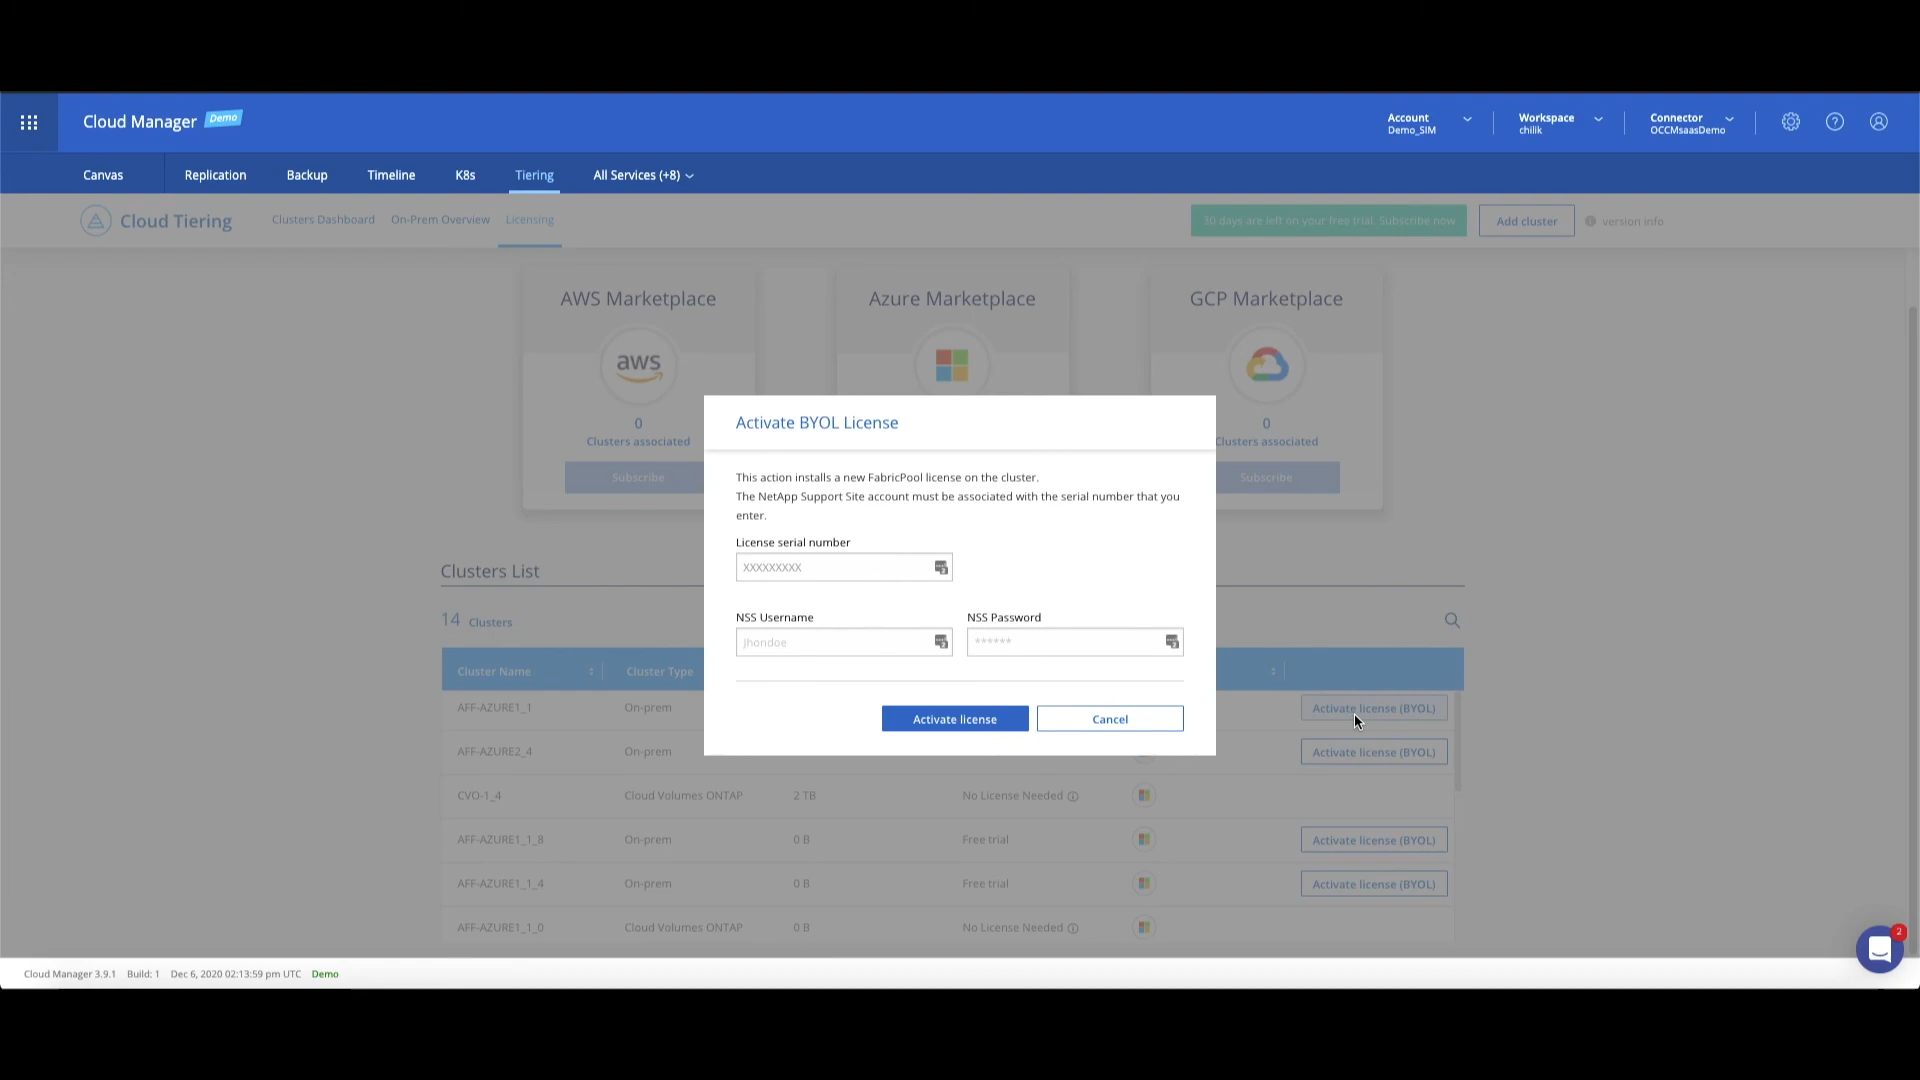 Cloud Manager Demo
Account
Demo_SIM
Workspace
chilik
Connector
OCCMsaasDemo
Canvas Replication Backup Timeline K8s Tiering All Services (+8)
Cloud Tiering Clusters Dashboard On-Prem Overview Licensing 30 days are left on your free trial. Subscribe now Add cluster version info
AWS Marketplace Azure Marketplace GCP Marketplace
aws
0 0
Clusters associated Clusters associated
Subscribe Subscribe
Activate BYOL License
This action installs a new FabricPool license on the cluster.
The NetApp Support Site account must be associated with the serial number that you
enter.
License serial number
XXXXXXXXX
NSS Username NSS Password
Jhondoe ******
Activate license Cancel
Clusters List
14 Clusters
Cluster Name Cluster Type
AFF-AZURE1_1 On-prem Activate license (BYOL)
AFF-AZURE2_4 On-prem Activate license (BYOL)
CVO-1_4 Cloud Volumes ONTAP 2 TB No License Needed
AFF-AZURE1_1_8 On-prem 0 B Free trial Activate license (BYOL)
AFF-AZURE1_1_4 On-prem 0 B Free trial Activate license (BYOL)
AFF-AZURE1_1_0 Cloud Volumes ONTAP 0 B No License Needed
2
Cloud Manager 3.9.1 Build: 1 Dec 6, 2020 02:13:59 pm UTC Demo